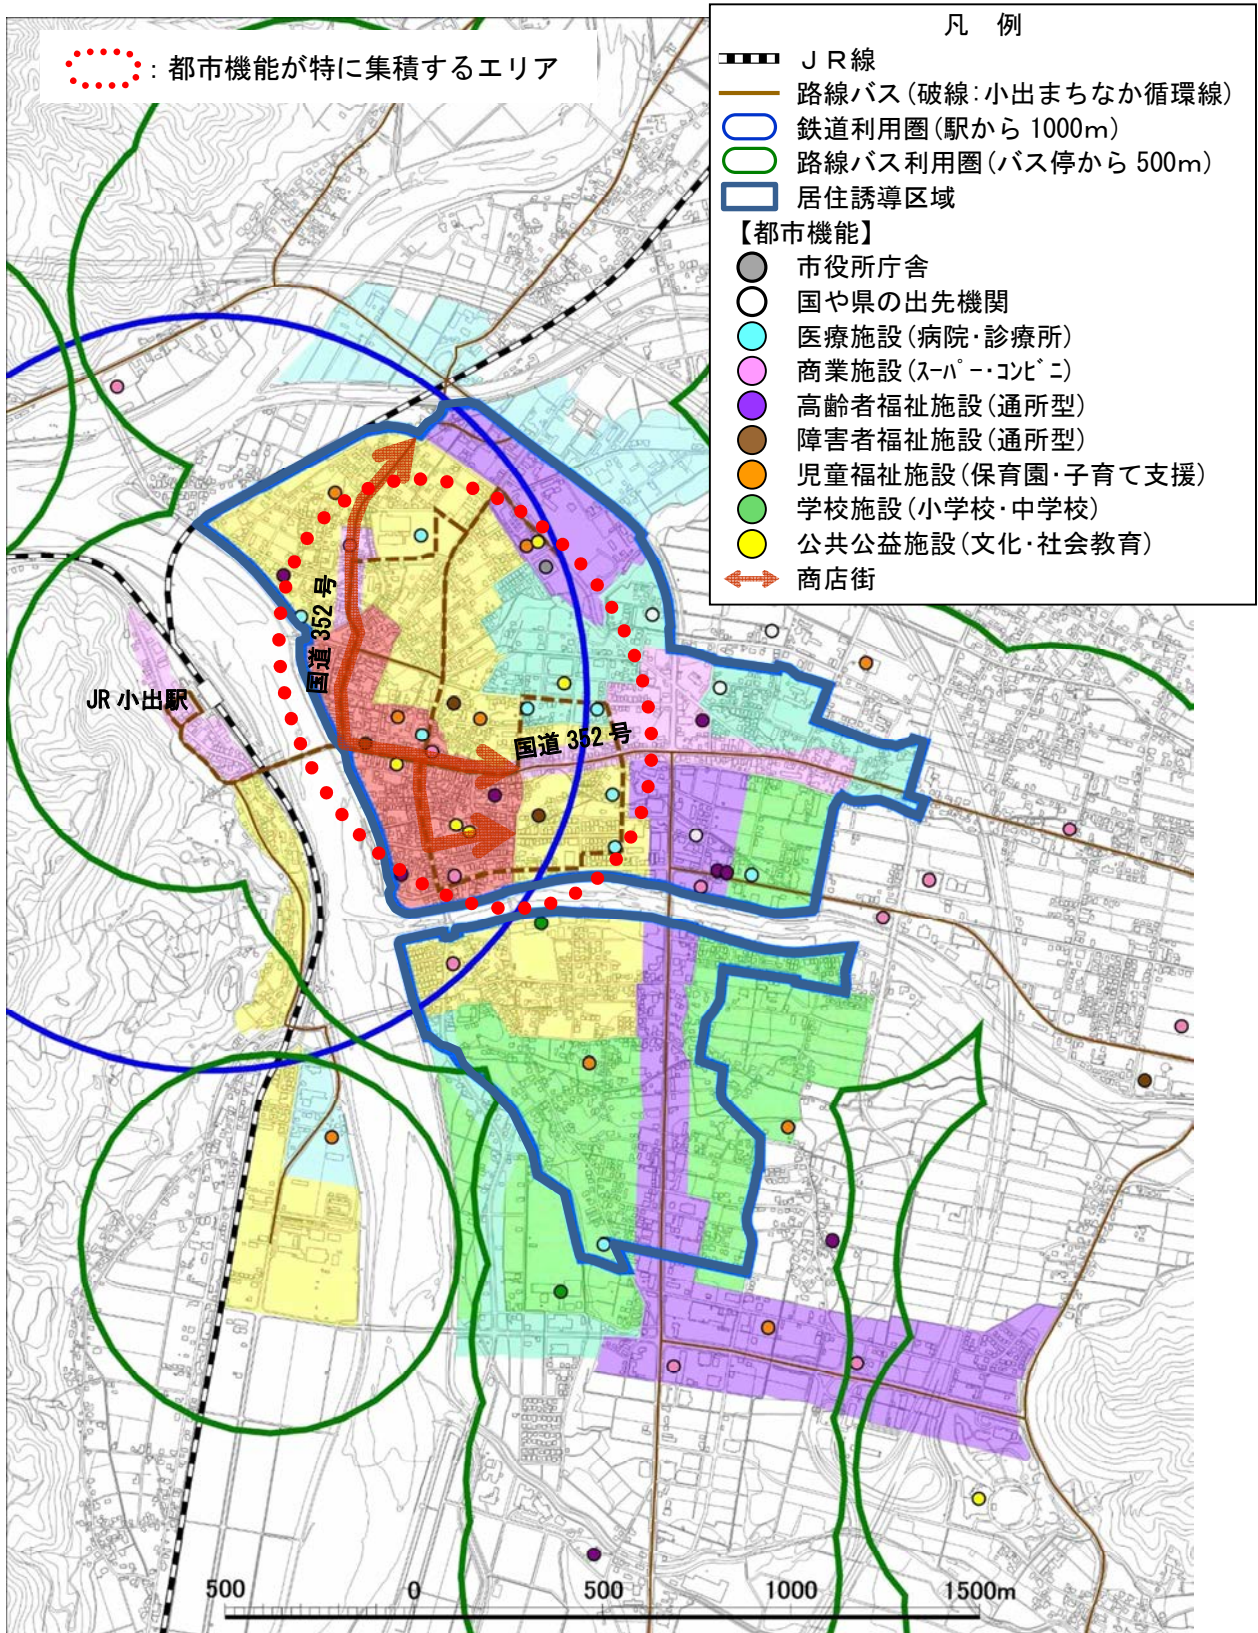 ：都市機能が特に集積するエリア
凡　例
ＪＲ線
路線バス（破線：小出まちなか循環線）
鉄道利用圏（駅から 1000ｍ）
路線バス利用圏（バス停から 500ｍ）
居住誘導区域
【都市機能】
市役所庁舎
国や県の出先機関
医療施設（病院・診療所）
商業施設（ｽｰﾊﾟｰ・ｺﾝﾋﾞﾆ）
高齢者福祉施設（通所型）
障害者福祉施設（通所型）
児童福祉施設（保育園・子育て支援）
学校施設（小学校・中学校）
公共公益施設（文化・社会教育）
商店街
国道 352 号
JR 小出駅
国道 352 号
500 0 500 1000 1500m